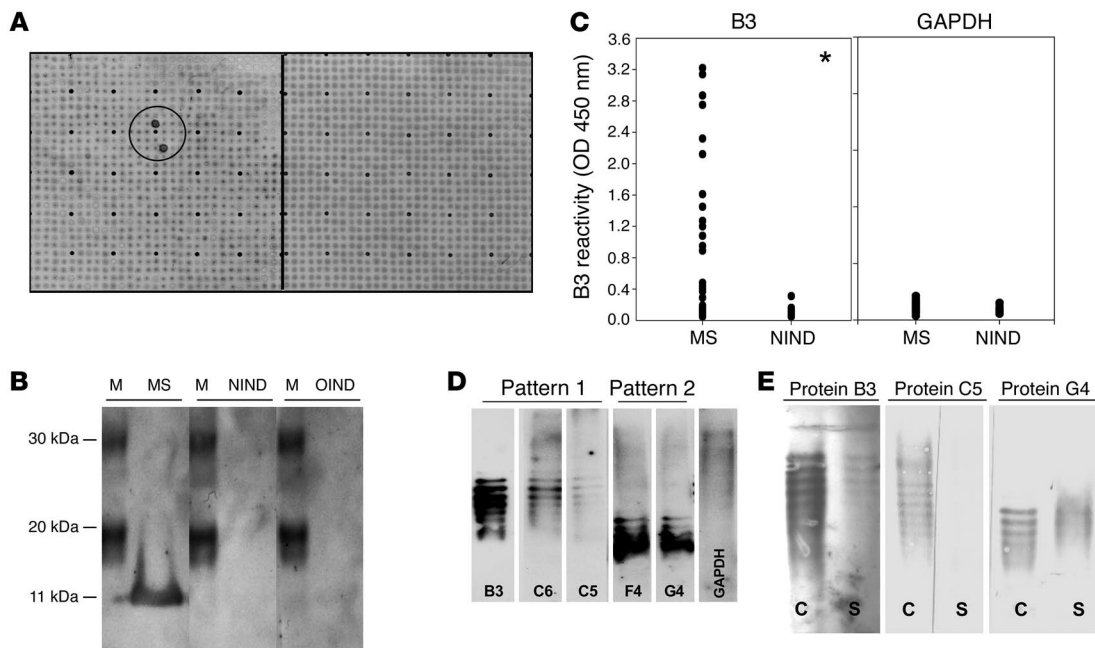 A
B
M MS M NIND M OIND
30 kDa
20 kDa
11 kDa
C
B3 GAPDH
B3 reactivity (OD 450 nm)
3.6
3.2
2.8
2.4
2.0
1.6
1.2
0.8
0.4
0.0
*
MS NIND MS NIND
D
Pattern 1 Pattern 2
B3 C6 C5 F4 G4 GAPDH
E
Protein B3 Protein C5 Protein G4
C S C S C S